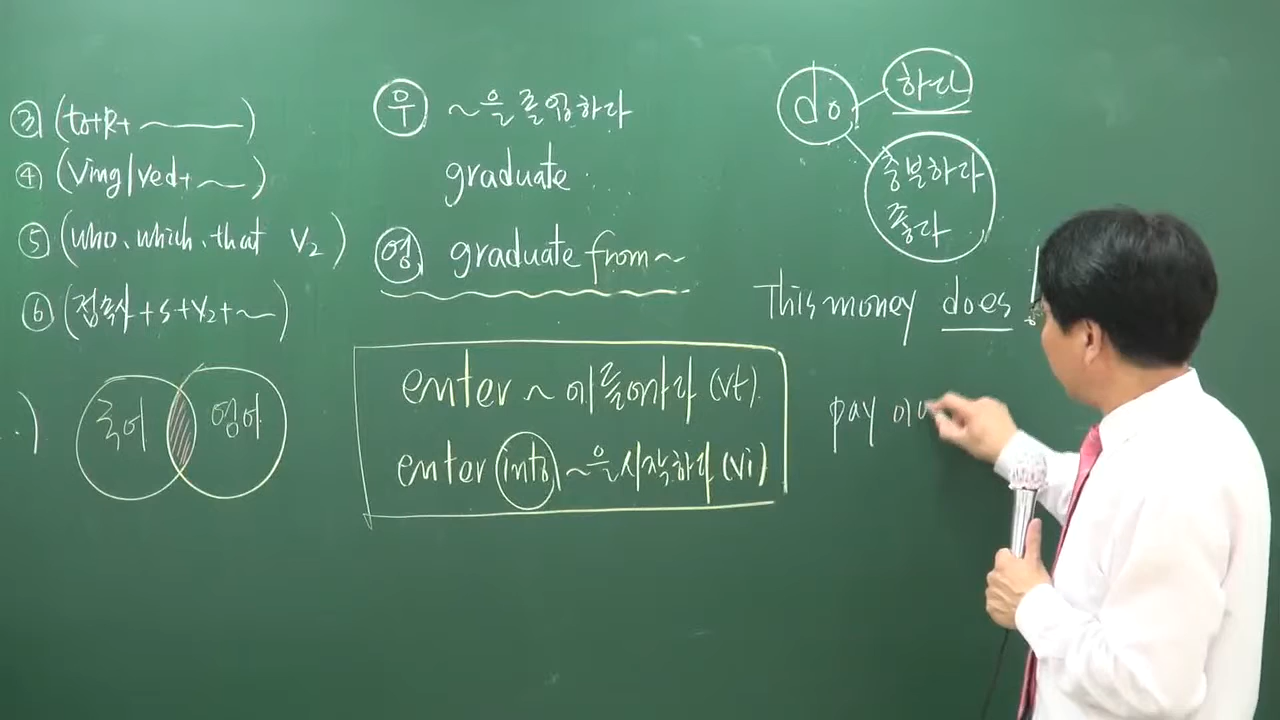 ③ (to+R+ ~)
④ (Ving/Ved+ ~)
⑤ (who, which, that V₂)
⑥ (접속사+S+V₂+~)
)
국어 영어
우 ~을 졸업하다
graduate
영 graduate from~
enter ~에 들어가다 (vt)
enter into ~을 시작하다 (vi)
do 하다
충분하다
좋다
This money does
pay